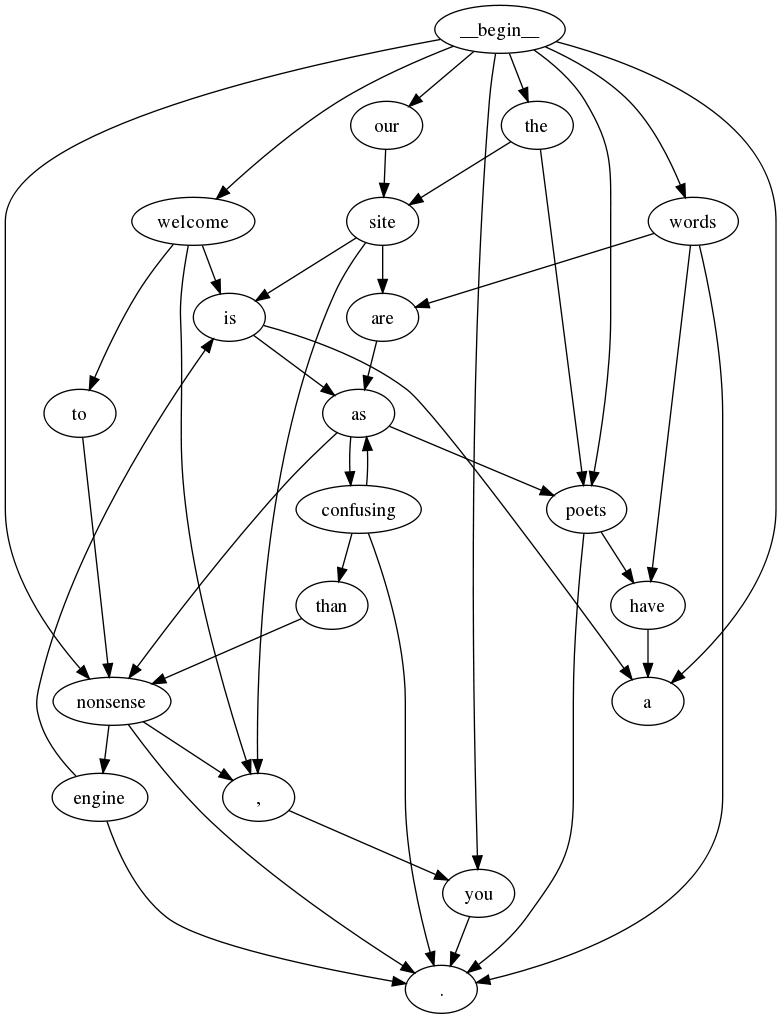 __begin__
our
the
welcome
site
words
is
are
to
as
confusing
poets
than
have
nonsense
a
engine
,
you
.